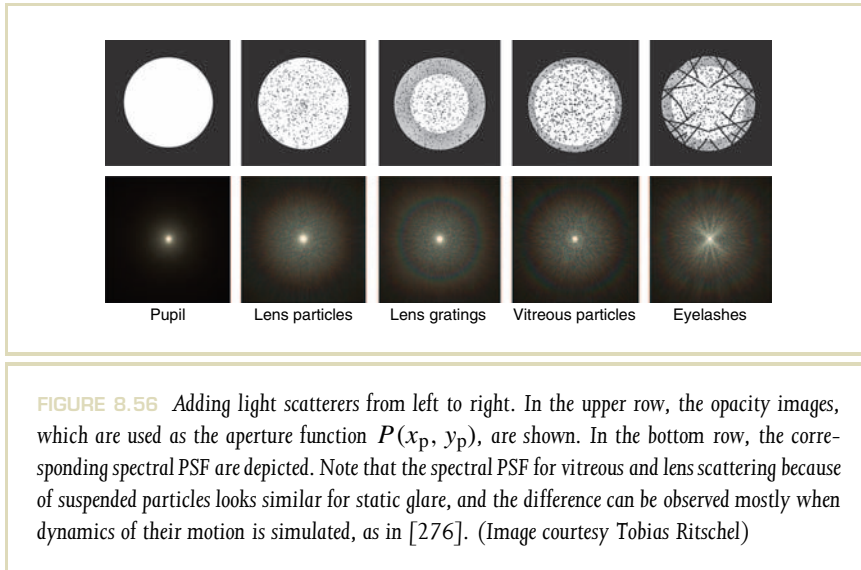 Pupil Lens particles Lens gratings Vitreous particles Eyelashes
FIGURE 8.56 Adding light scatterers from left to right. In the upper row, the opacity images,
which are used as the aperture function P(xp, yp), are shown. In the bottom row, the corre-
sponding spectral PSF are depicted. Note that the spectral PSF for vitreous and lens scattering because
of suspended particles looks similar for static glare, and the difference can be observed mostly when
dynamics of their motion is simulated, as in [276]. (Image courtesy Tobias Ritschel)